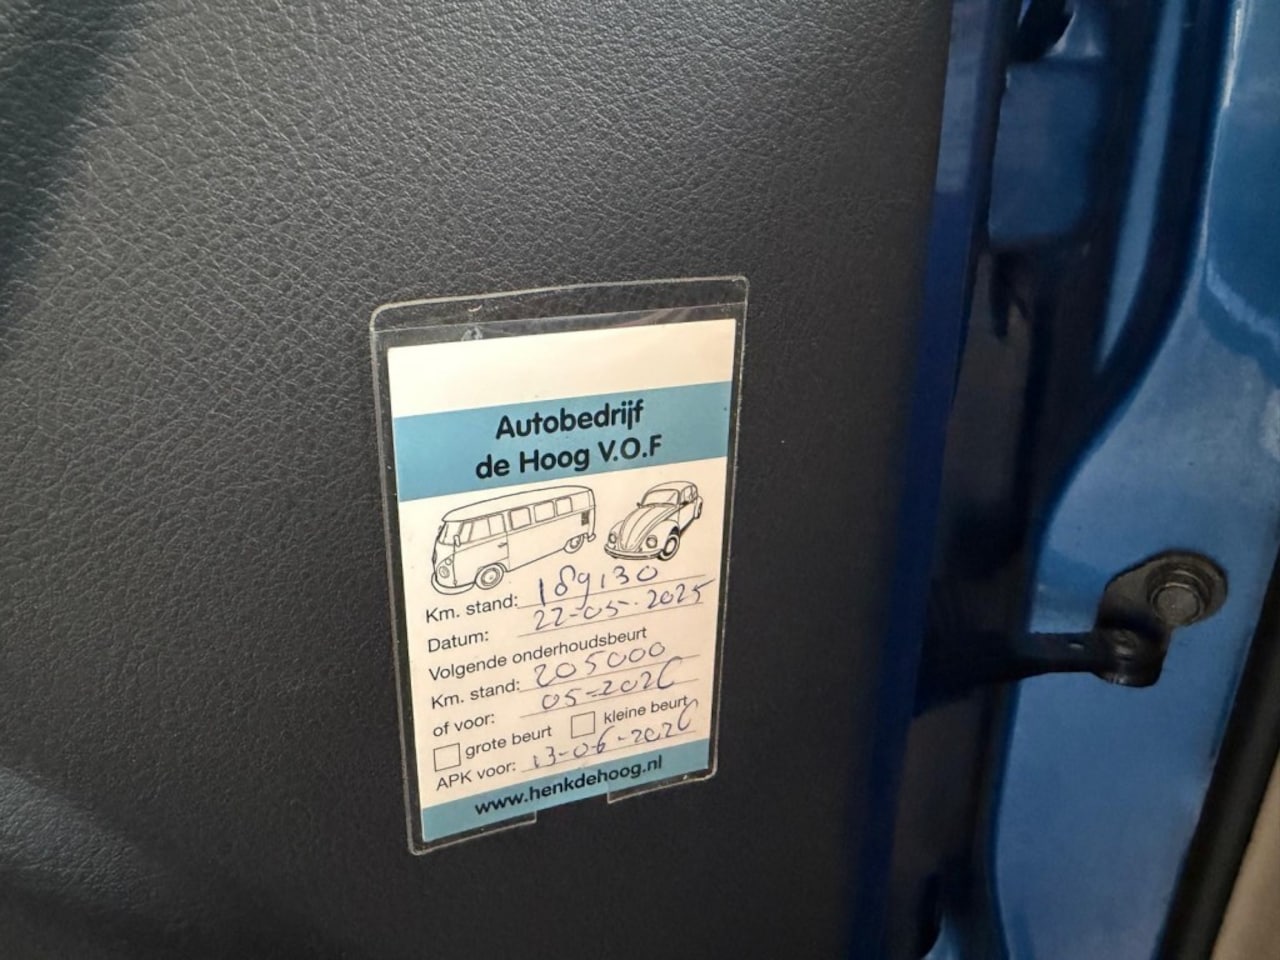 Autobedrijf
de Hoog V.O.F
Km. stand: 189130
Datum: 22-05-2025
Volgende onderhoudsbeurt
Km. stand: 205000
of voor: 05-2026
grote beurt kleine beurt
APK voor: 13-06-2026
www.henkdehoog.nl